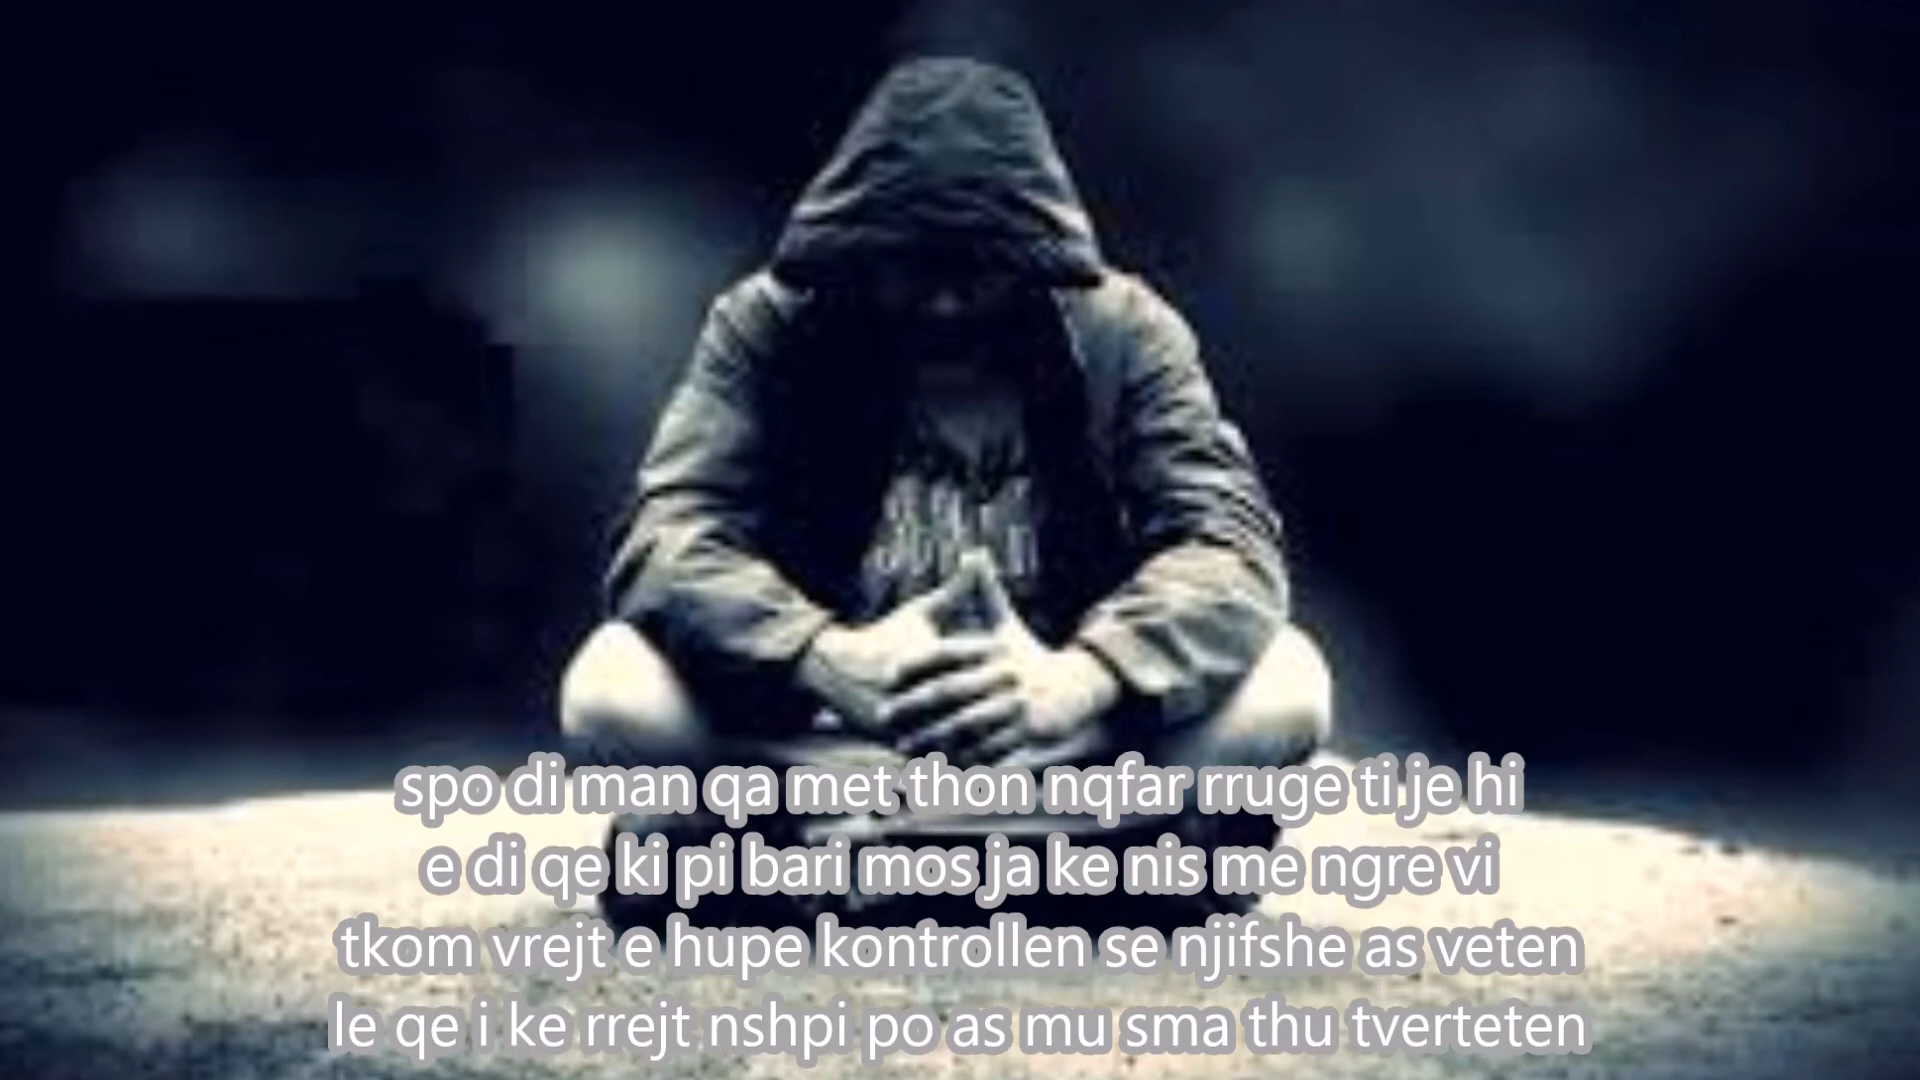 spo di man qa met thon nqfar rruge ti je hi
e di qe ki pi bari mos ja ke nis me ngre vi
tkom vrejt e hupe kontrollen se njifshe as veten
le qe i ke rrejt nshpi po as mu sma thu tverteten